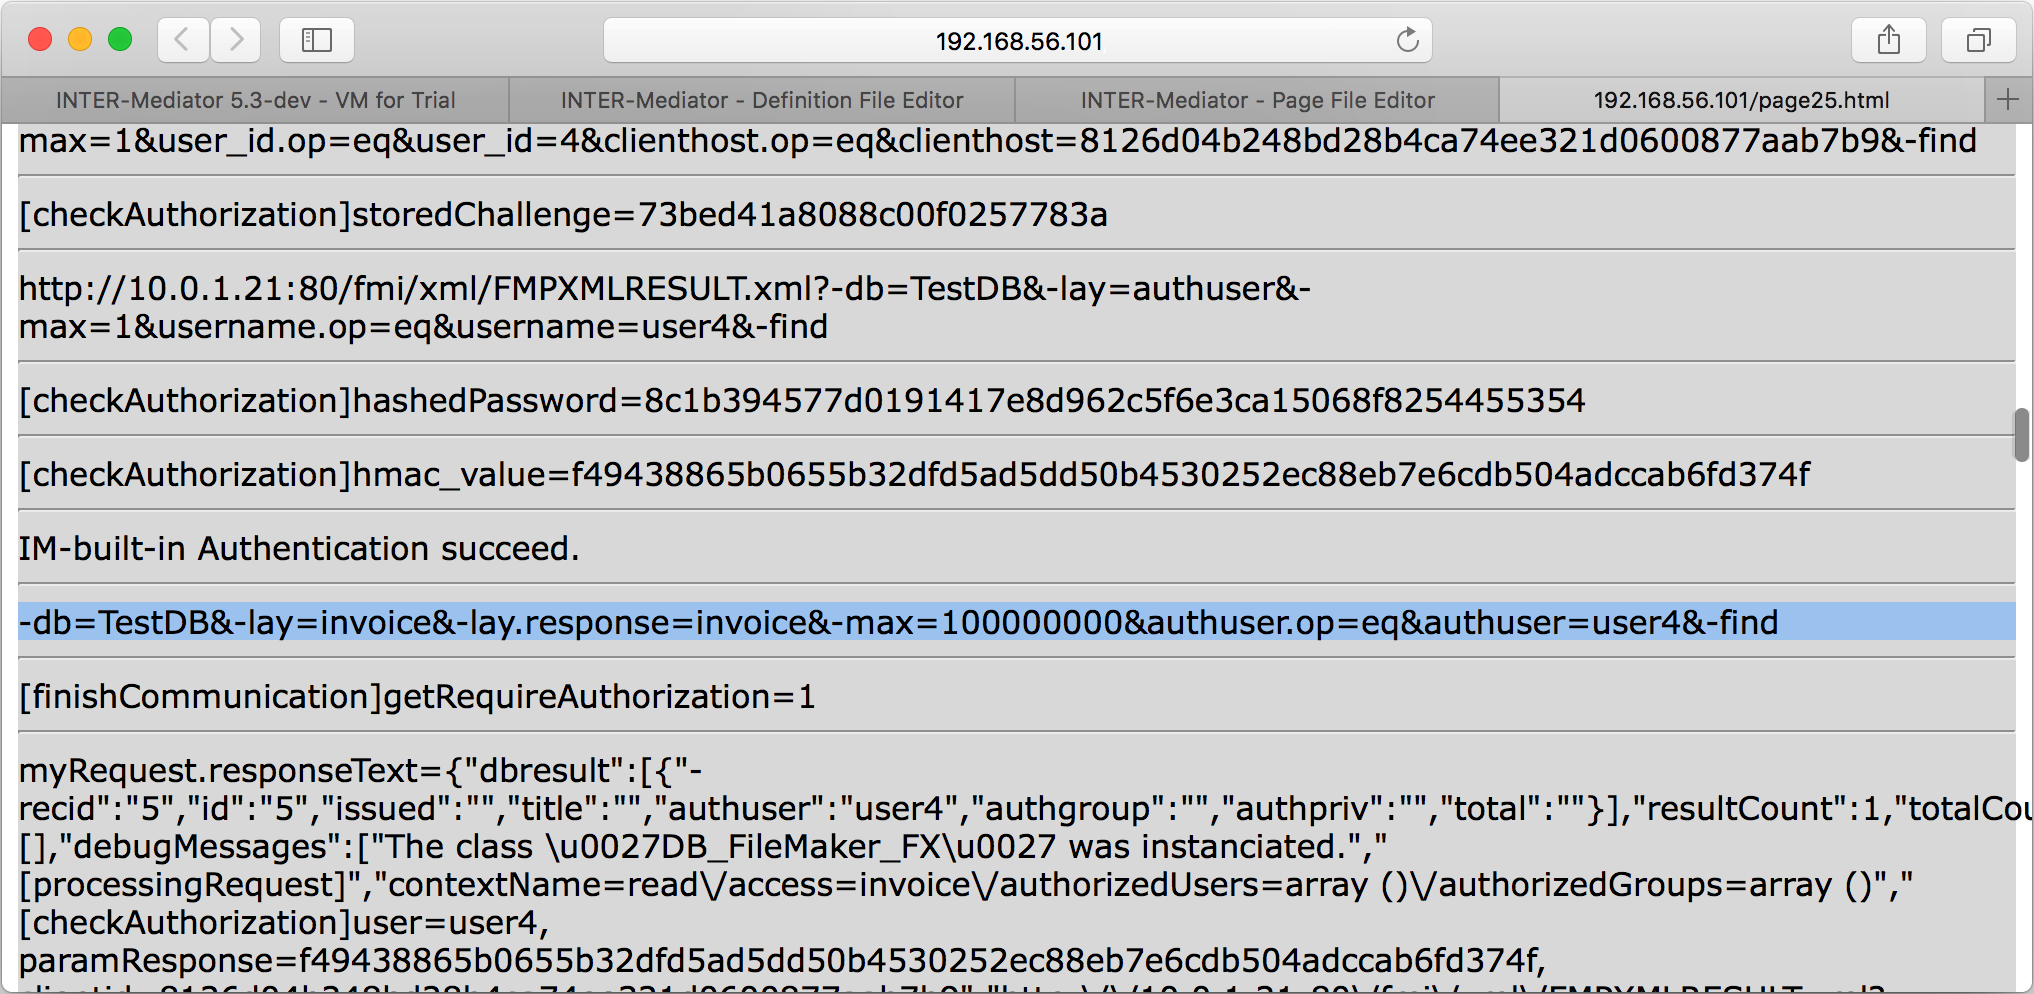 192.168.56.101
INTER-Mediator 5.3-dev - VM for Trial
INTER-Mediator - Definition File Editor
INTER-Mediator - Page File Editor
192.168.56.101/page25.html
max=1&user_id.op=eq&user_id=4&clienthost.op=eq&clienthost=8126d04b248bd28b4ca74ee321d0600877aab7b9&-find
[checkAuthorization]storedChallenge=73bed41a8088c00f0257783a
http://10.0.1.21:80/fmi/xml/FMPXMLRESULT.xml?-db=TestDB&-lay=authuser&-
max=1&username.op=eq&username=user4&-find
[checkAuthorization]hashedPassword=8c1b394577d0191417e8d962c5f6e3ca15068f8254455354
[checkAuthorization]hmac_value=f49438865b0655b32dfd5ad5dd50b4530252ec88eb7e6cdb504adccab6fd374f
IM-built-in Authentication succeed.
-db=TestDB&-lay=invoice&-lay.response=invoice&-max=100000000&authuser.op=eq&authuser=user4&-find
[finishCommunication]getRequireAuthorization=1
myRequest.responseText={"dbresult":[{"-
recid":"5","id":"5","issued":"","title":"","authuser":"user4","authgroup":"","authpriv":"","total":""}],"resultCount":1,"totalCou
[],"debugMessages":["The class \u0027DB_FileMaker_FX\u0027 was instanciated.","
[processingRequest]","contextName=read\/access=invoice\/authorizedUsers=array ()\/authorizedGroups=array ()","
[checkAuthorization]user=user4,
paramResponse=f49438865b0655b32dfd5ad5dd50b4530252ec88eb7e6cdb504adccab6fd374f,